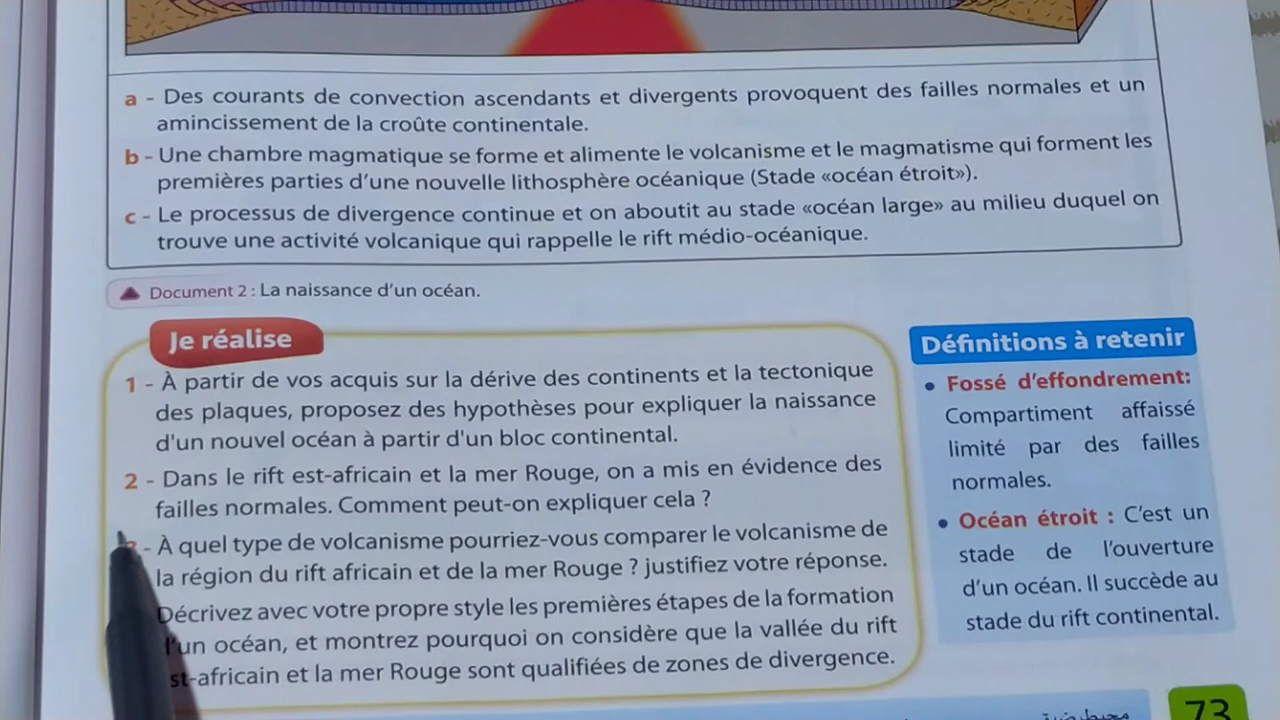 a - Des courants de convection ascendants et divergents provoquent des failles normales et un
amincissement de la croûte continentale.
b - Une chambre magmatique se forme et alimente le volcanisme et le magmatisme qui forment les
premières parties d'une nouvelle lithosphère océanique (Stade «océan étroit»).
c - Le processus de divergence continue et on aboutit au stade «océan large» au milieu duquel on
trouve une activité volcanique qui rappelle le rift médio-océanique.
Document 2 : La naissance d'un océan.
Je réalise
1 - À partir de vos acquis sur la dérive des continents et la tectonique
des plaques, proposez des hypothèses pour expliquer la naissance
d'un nouvel océan à partir d'un bloc continental.
2 - Dans le rift est-africain et la mer Rouge, on a mis en évidence des
failles normales. Comment peut-on expliquer cela ?
- À quel type de volcanisme pourriez-vous comparer le volcanisme de
la région du rift africain et de la mer Rouge ? justifiez votre réponse.
Décrivez avec votre propre style les premières étapes de la formation
d'un océan, et montrez pourquoi on considère que la vallée du rift
st-africain et la mer Rouge sont qualifiées de zones de divergence.
Définitions à retenir
• Fossé d'effondrement:
Compartiment affaissé
limité par des failles
normales.
• Océan étroit : C'est un
stade de l'ouverture
d'un océan. Il succède au
stade du rift continental.
73